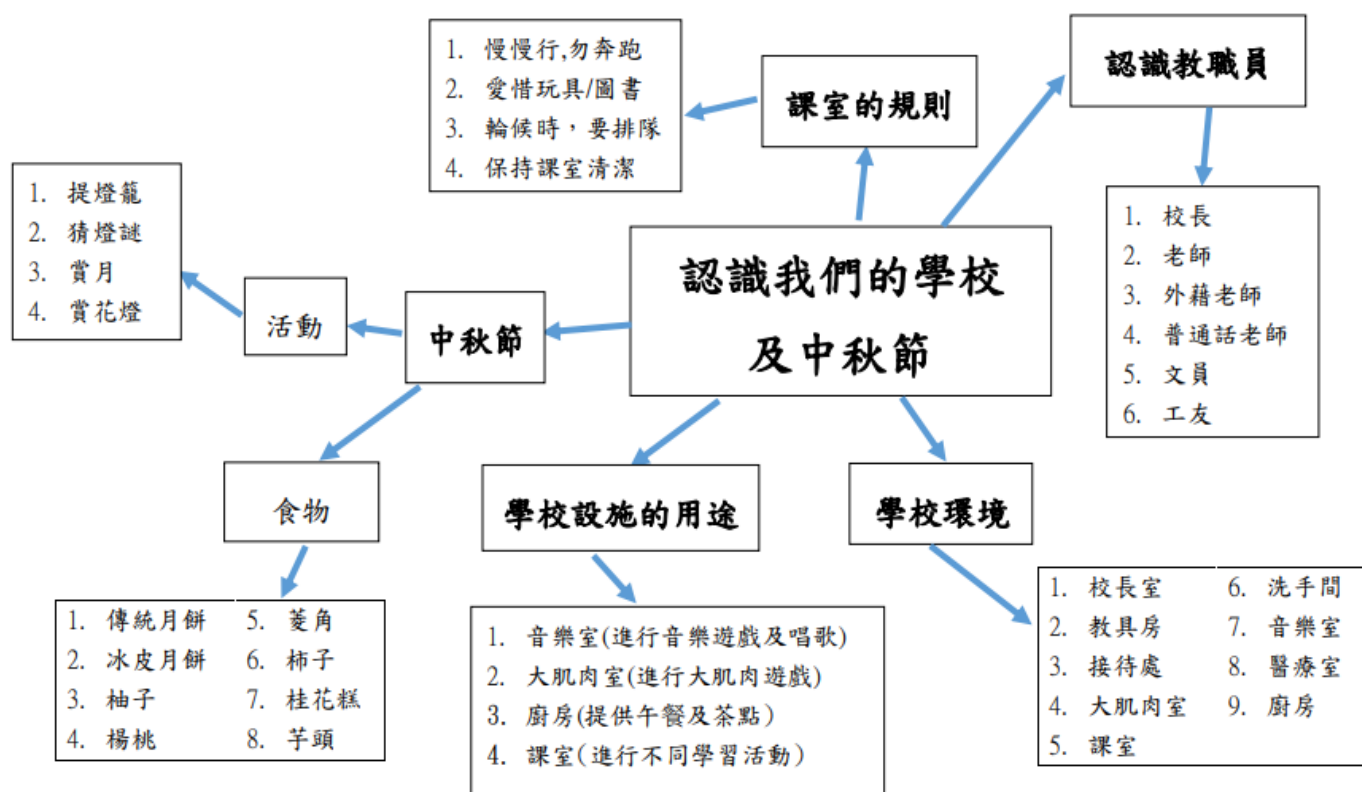 認識我們的學校
及中秋節
課室的規則
1. 慢慢行,勿奔跑
2. 愛惜玩具/圖書
3. 輪候時，要排隊
4. 保持課室清潔
認識教職員
1. 校長
2. 老師
3. 外藉老師
4. 普通話老師
5. 文員
6. 工友
中秋節
活動
1. 提燈籠
2. 猜燈謎
3. 賞月
4. 賞花燈
食物
1. 傳統月餅
2. 冰皮月餅
3. 柚子
4. 楊桃
5. 菱角
6. 柿子
7. 桂花糕
8. 芋頭
學校設施的用途
1. 音樂室(進行音樂遊戲及唱歌)
2. 大肌肉室(進行大肌肉遊戲)
3. 廚房(提供午餐及茶點)
4. 課室(進行不同學習活動)
學校環境
1. 校長室
2. 教具房
3. 接待處
4. 大肌肉室
5. 課室
6. 洗手間
7. 音樂室
8. 醫療室
9. 廚房